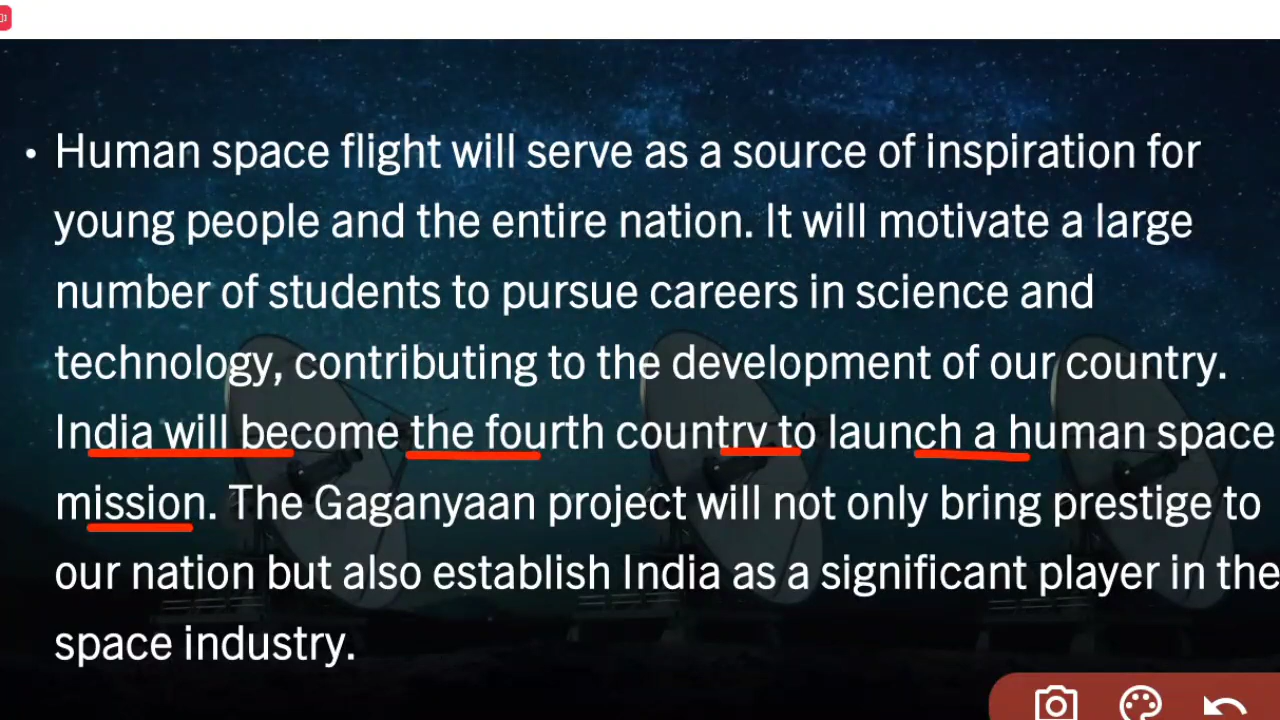 • Human space flight will serve as a source of inspiration for
young people and the entire nation. It will motivate a large
number of students to pursue careers in science and
technology, contributing to the development of our country.
India will become the fourth country to launch a human space
mission. The Gaganyaan project will not only bring prestige to
our nation but also establish India as a significant player in the
space industry.